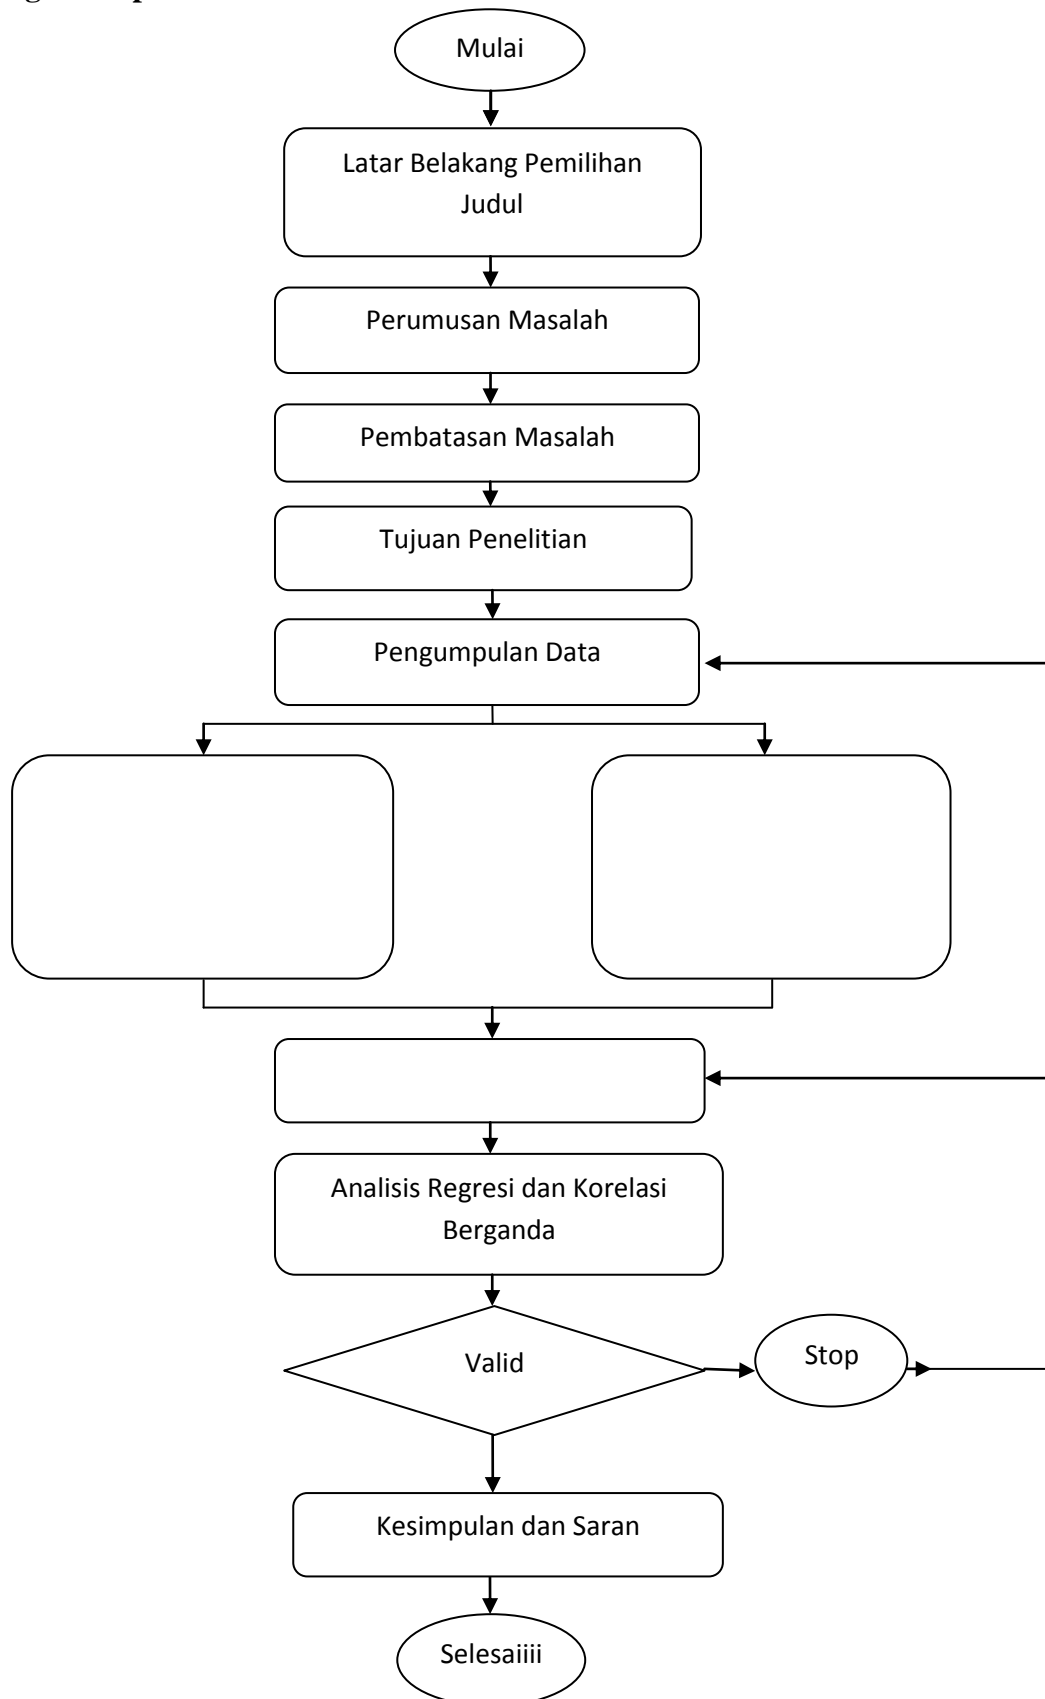 Mulai
Latar Belakang Pemilihan
Judul
Perumusan Masalah
Pembatasan Masalah
Tujuan Penelitian
Pengumpulan Data
Analisis Regresi dan Korelasi
Berganda
Valid
Stop
Kesimpulan dan Saran
Selesaiiii